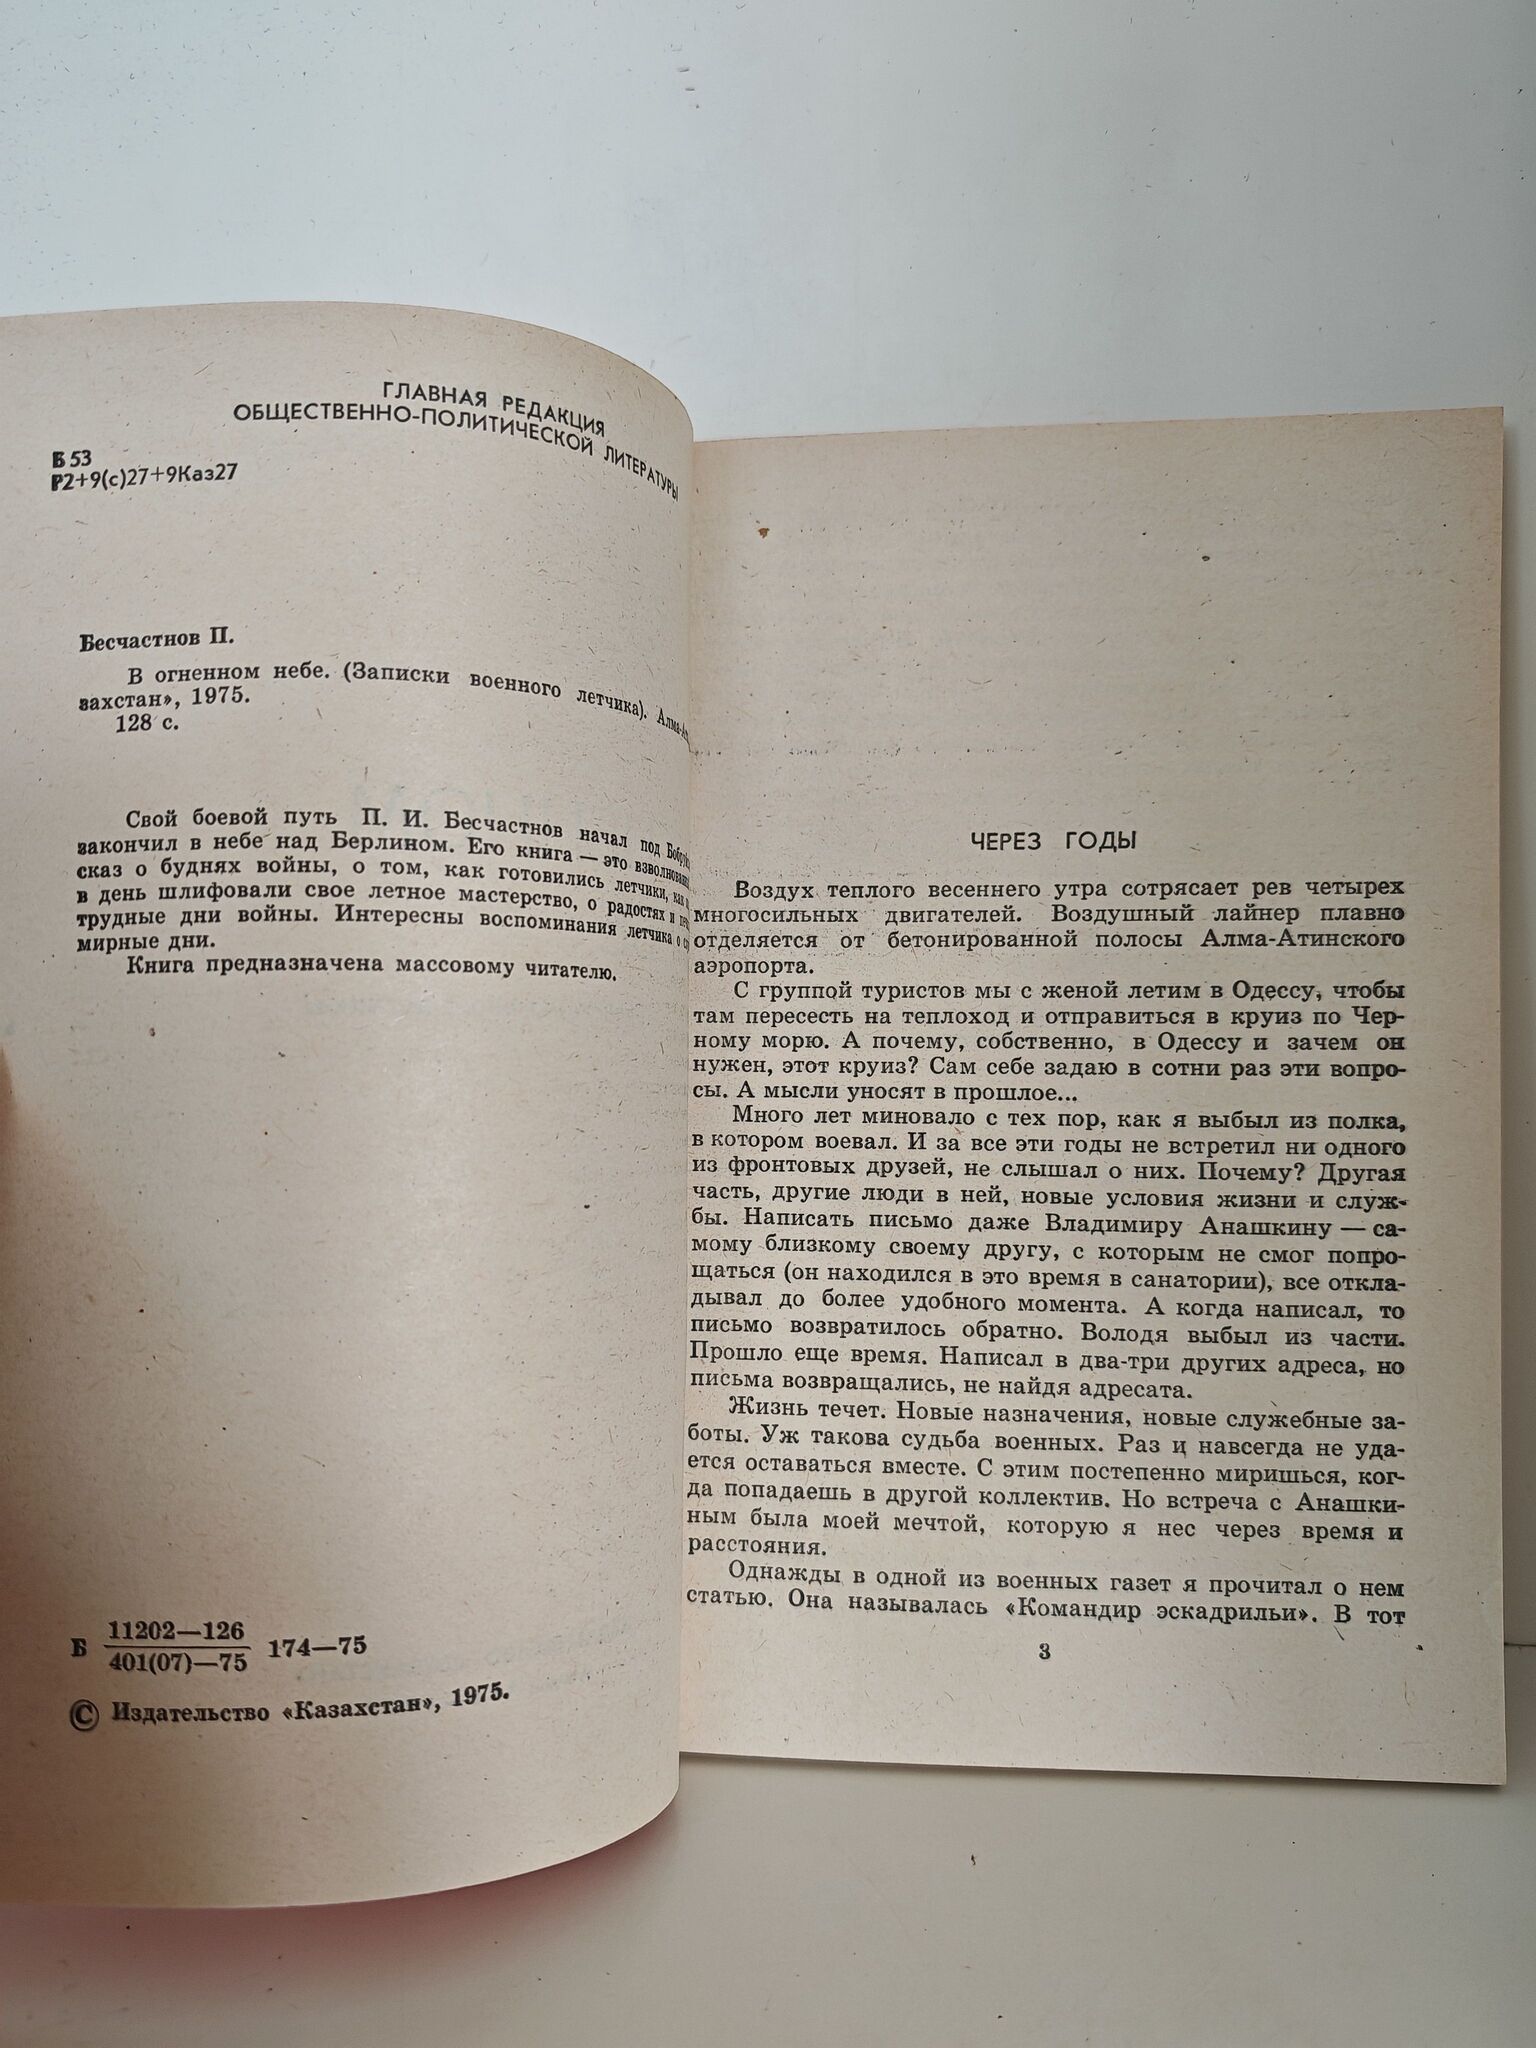 ГЛАВНАЯ РЕДАКЦИЯ
ОБЩЕСТВЕННО-ПОЛИТИЧЕСКОЙ ЛИТЕРАТУРЫ
Б 53
Р2+9(с)27+9Каз27
Бесчастнов П.
В огненном небе. (Записки военного летчика).
захстан», 1975.
128 с.
Свой боевой путь П. И. Бесчастнов начал под
закончил в небе над Берлином. Его книга — это
сказ о буднях войны, о том, как готовились летчики, как
в день шлифовали свое летное мастерство, о радостях и
трудные дни войны. Интересны воспоминания летчика о
мирные дни.
Книга предназначена массовому читателю.
Б 11202—126
401(07)—75 174—75
© Издательство «Казахстан», 1975.
ЧЕРЕЗ ГОДЫ
Воздух теплого весеннего утра сотрясает рев четырех
многосильных двигателей. Воздушный лайнер плавно
отделяется от бетонированной полосы Алма-Атинского
аэропорта.
С группой туристов мы с женой летим в Одессу, чтобы
там пересесть на теплоход и отправиться в круиз по Чер-
ному морю. А почему, собственно, в Одессу и зачем он
нужен, этот круиз? Сам себе задаю в сотни раз эти вопро-
сы. А мысли уносят в прошлое...
Много лет миновало с тех пор, как я выбыл из полка,
в котором воевал. И за все эти годы не встретил ни одного
из фронтовых друзей, не слышал о них. Почему? Другая
часть, другие люди в ней, новые условия жизни и служ-
бы. Написать письмо даже Владимиру Анашкину — са-
мому близкому своему другу, с которым не смог попро-
щаться (он находился в это время в санатории), все откла-
дывал до более удобного момента. А когда написал, то
письмо возвратилось обратно. Володя выбыл из части.
Прошло еще время. Написал в два-три других адреса, но
письма возвращались, не найдя адресата.
Жизнь течет. Новые назначения, новые служебные за-
боты. Уж такова судьба военных. Раз и навсегда не уда-
ется оставаться вместе. С этим постепенно миришься, ког-
да попадаешь в другой коллектив. Но встреча с Анашки-
ным была моей мечтой, которую я нес через время и
расстояния.
Однажды в одной из военных газет я прочитал о нем
статью. Она называлась «Командир эскадрильи». В тот
3